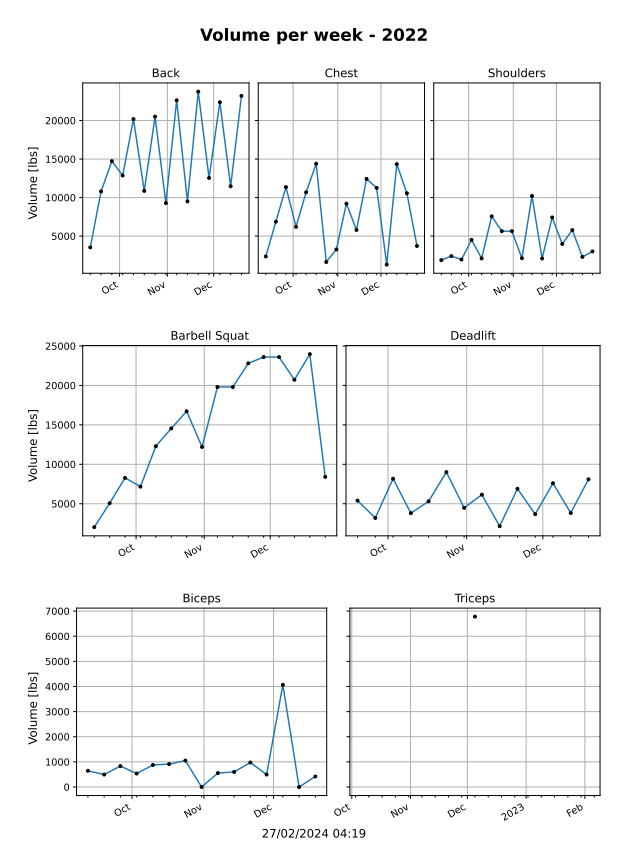 Volume per week - 2022
Back
Chest
Shoulders
Volume [lbs]
20000
15000
10000
5000
Oct
Nov
Dec
Oct
Nov
Dec
Oct
Nov
Dec
Barbell Squat
Deadlift
Volume [lbs]
25000
20000
15000
10000
5000
Oct
Nov
Dec
Oct
Nov
Dec
Biceps
Triceps
Volume [lbs]
7000
6000
5000
4000
3000
2000
1000
0
Oct
Nov
Dec
Oct
Nov
Dec
2023
Feb
27/02/2024 04:19